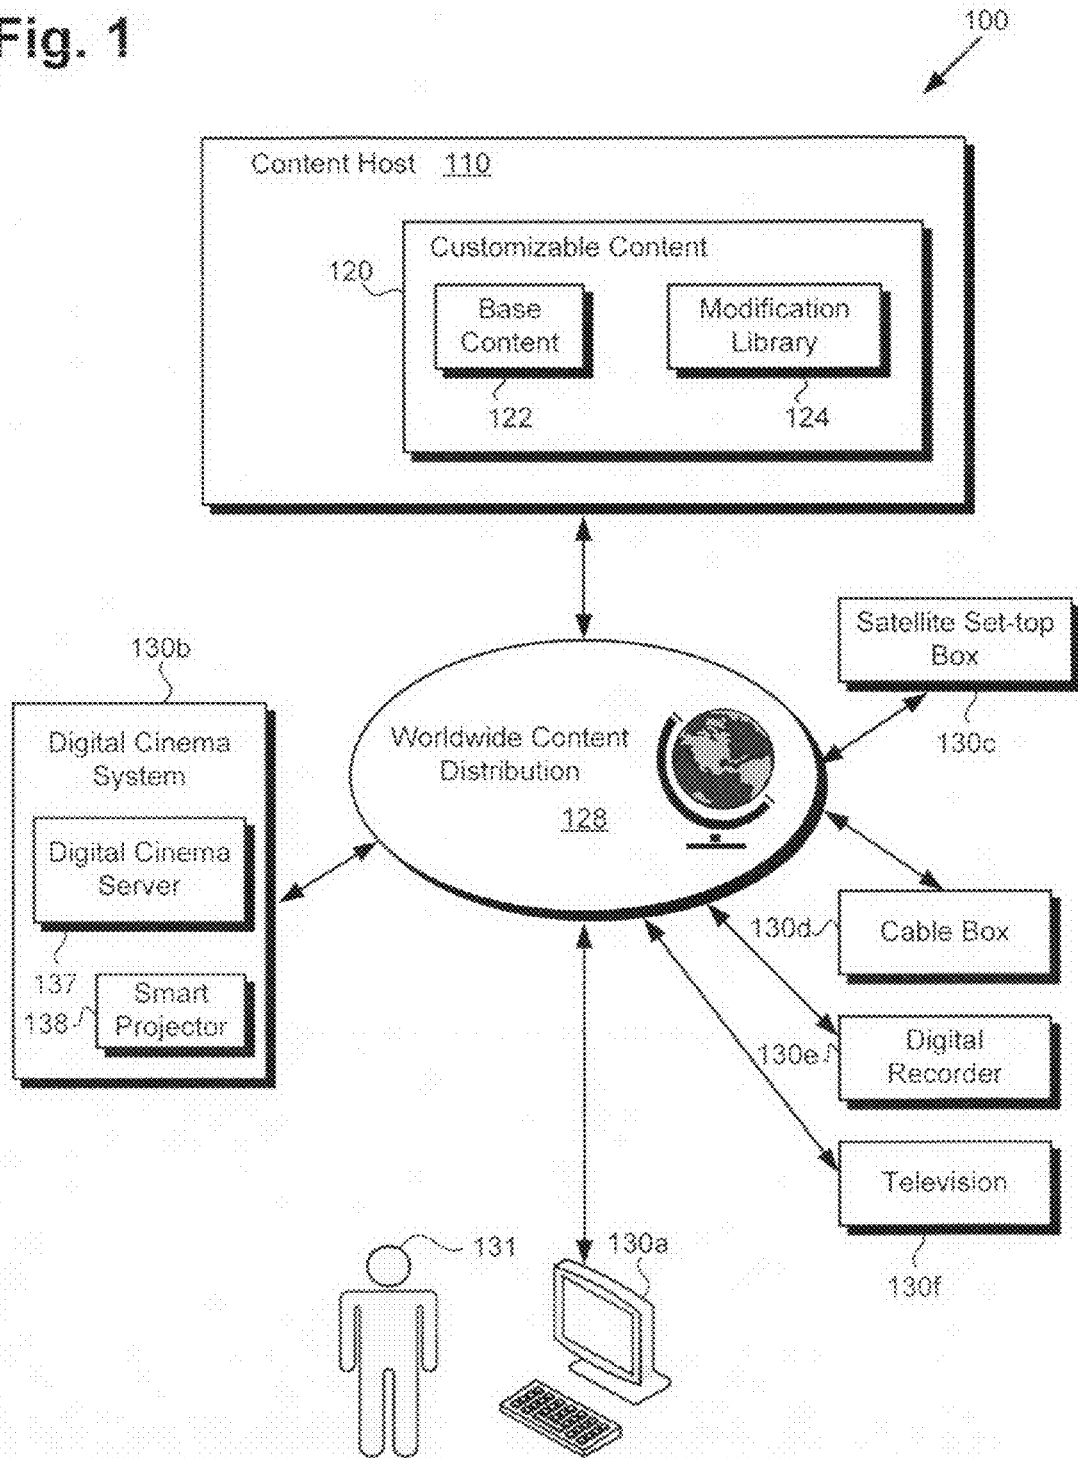 Fig. 1
100
Content Host 110
Customizable Content
120
Base
Content
Modification
Library
122
124
130b
Satellite Set-top
Box
130c
Digital Cinema
System
Worldwide Content
Distribution
128
Digital Cinema
Server
137
Smart
Projector
138
130d
Cable Box
130e
Digital
Recorder
Television
130f
131
130a